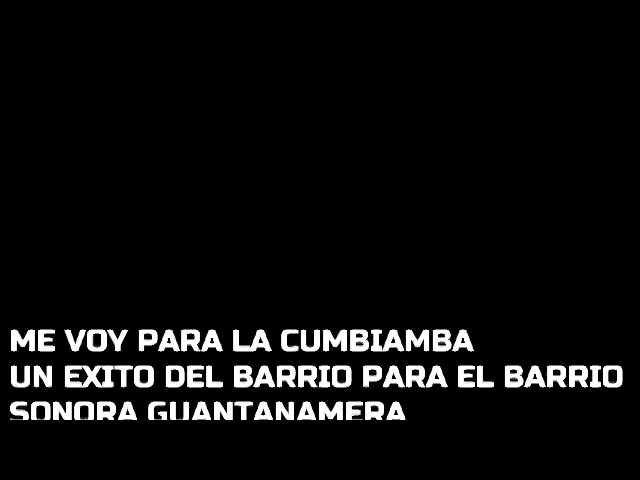 ME VOY PARA LA CUMBIAMBA
UN EXITO DEL BARRIO PARA EL BARRIO
SONORA GUANTANAMERA